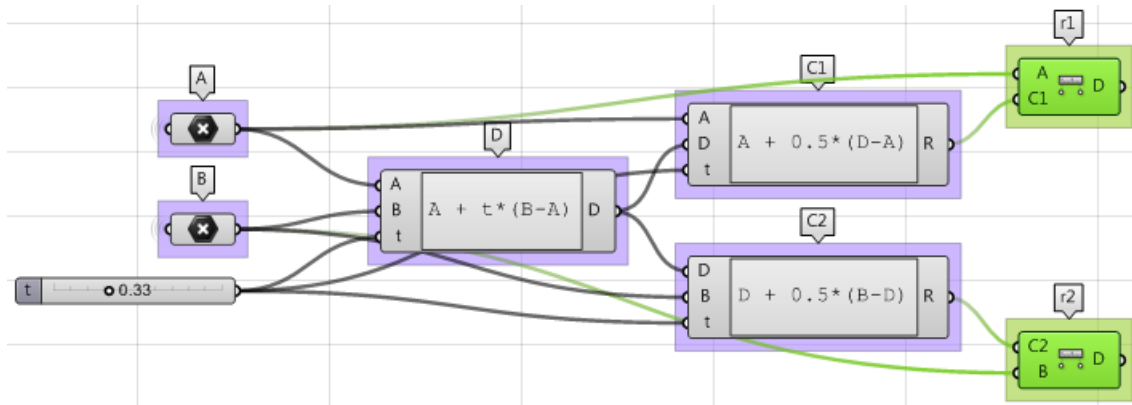 r1
A
C1
A
D
C1
A
D
t
A + 0.5*(D-A)
R
D
B
A
B
t
A + t*(B-A)
D
C2
D
B
t
D + 0.5*(B-D)
R
t
0.33
r2
C2
B
D